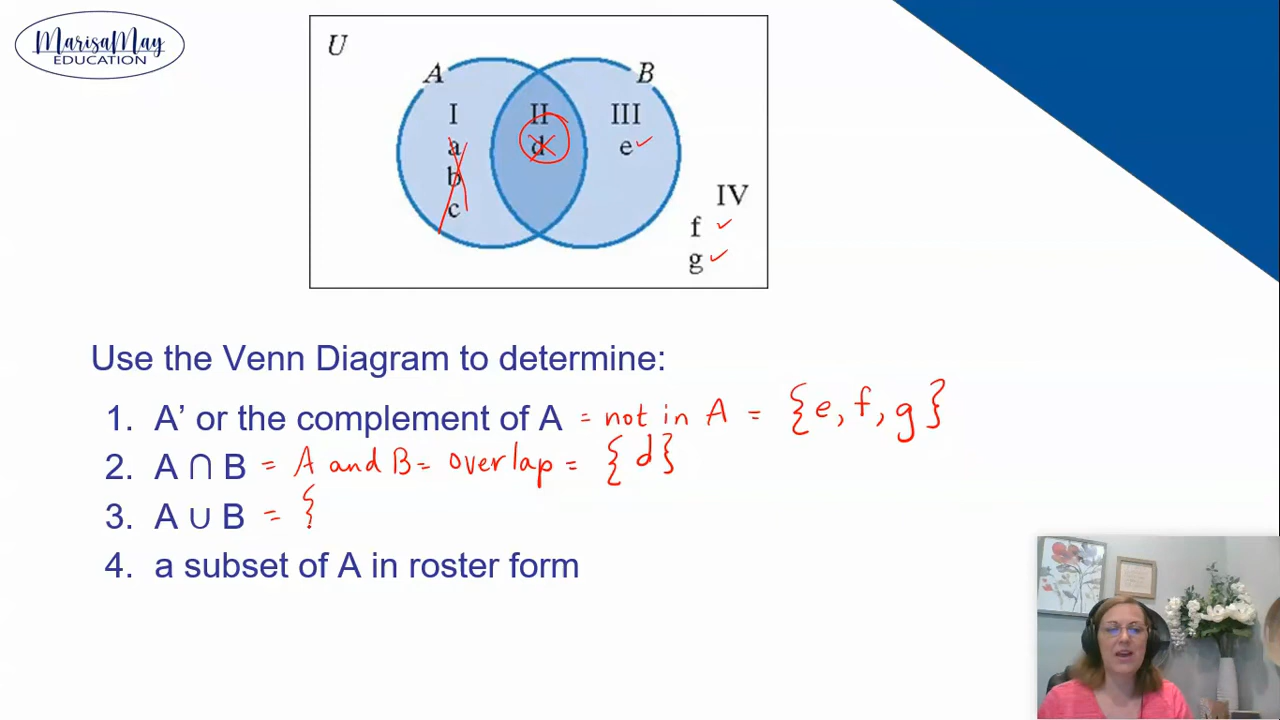 MarisaMay
EDUCATION
U
A B
I II III
a d e
b
c
IV
f
g
Use the Venn Diagram to determine:
1. A’ or the complement of A = not in A = {e, f, g}
2. A ∩ B = A and B = overlap = {d}
3. A ∪ B = {
4. a subset of A in roster form